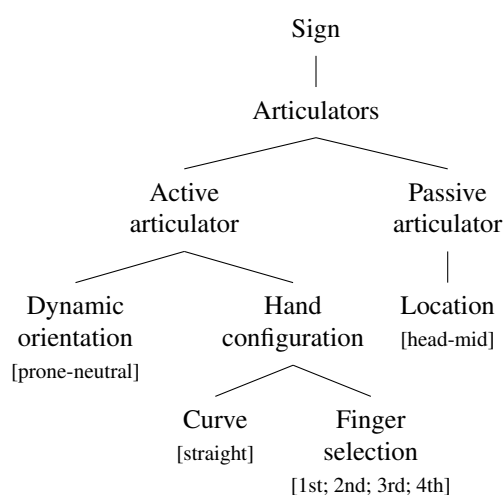 Sign
Articulators
Active
articulator
Passive
articulator
Dynamic
orientation
[prone-neutral]
Hand
configuration
Location
[head-mid]
Curve
[straight]
Finger
selection
[1st; 2nd; 3rd; 4th]